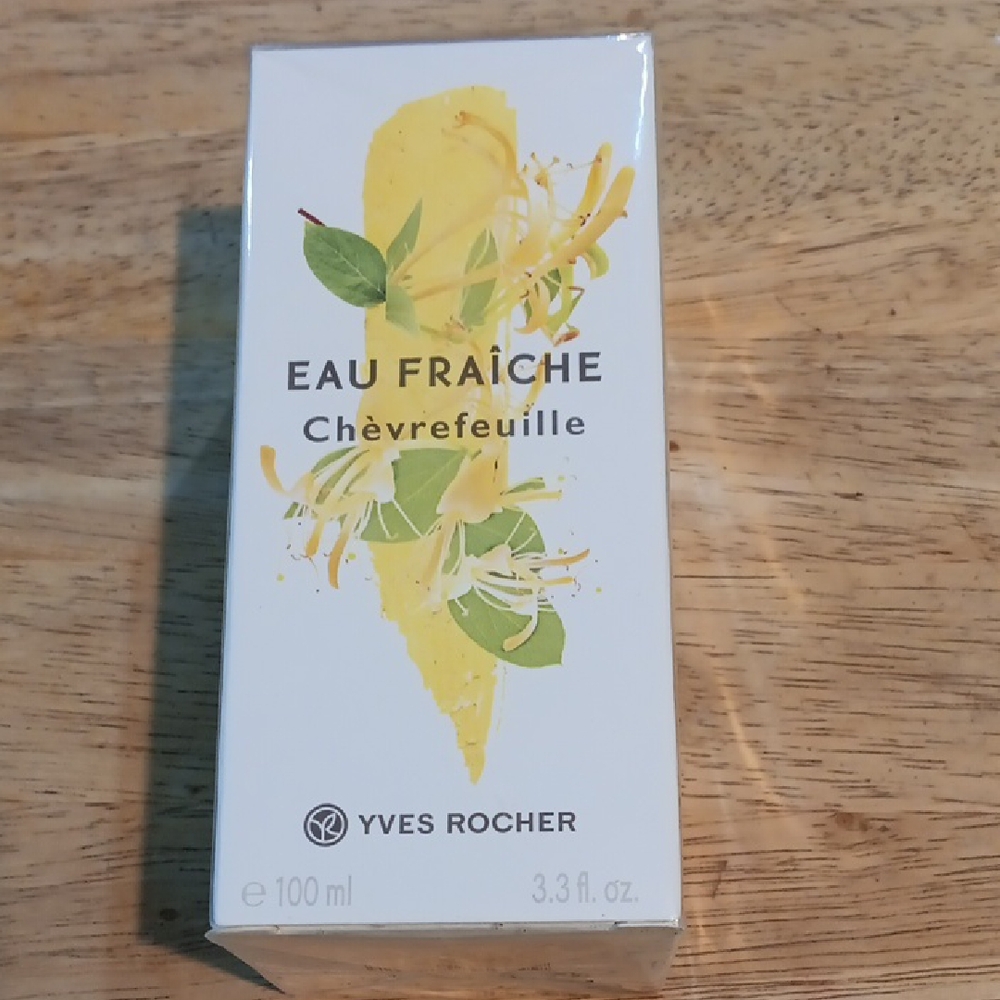 EAU FRAÎCHE
Chèvrefeuille
YVES ROCHER
℮ 100 ml 3.3 fl. oz.